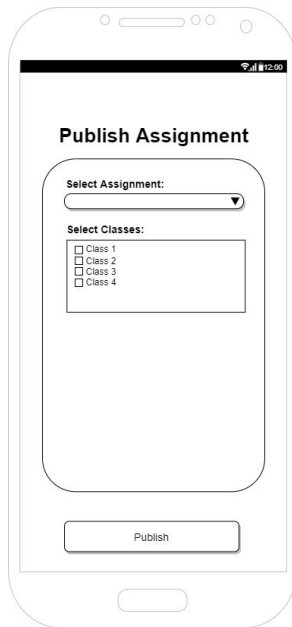 12:00
Publish Assignment
Select Assignment:
Select Classes:
Class 1
Class 2
Class 3
Class 4
Publish